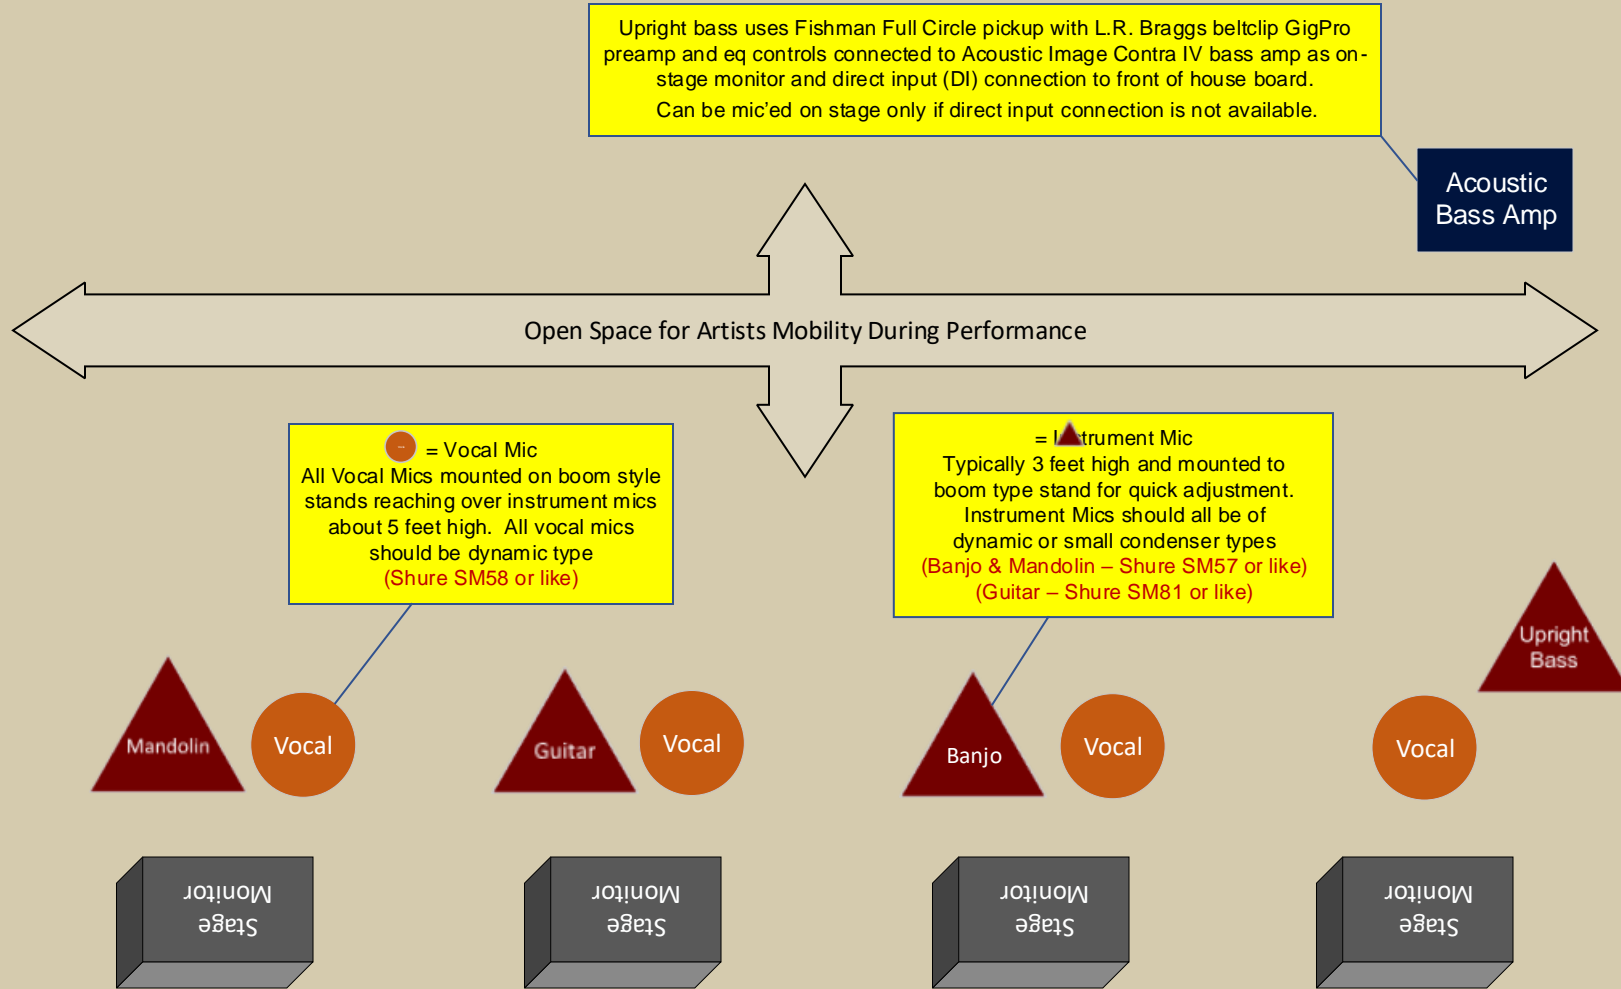 Upright bass uses Fishman Full Circle pickup with L.R. Braggs beltclip GigPro
preamp and eq controls connected to Acoustic Image Contra IV bass amp as on-
stage monitor and direct input (DI) connection to front of house board.
Can be mic'ed on stage only if direct input connection is not available.
Acoustic
Bass Amp
Open Space for Artists Mobility During Performance
= Vocal Mic
All Vocal Mics mounted on boom style
stands reaching over instrument mics
about 5 feet high.  All vocal mics
should be dynamic type
(Shure SM58 or like)
= Instrument Mic
Typically 3 feet high and mounted to
boom type stand for quick adjustment.
Instrument Mics should all be of
dynamic or small condenser types
(Banjo & Mandolin – Shure SM57 or like)
(Guitar – Shure SM81 or like)
Upright
Bass
Mandolin
Vocal
Guitar
Vocal
Banjo
Vocal
Vocal
Stage
Monitor
Stage
Monitor
Stage
Monitor
Stage
Monitor